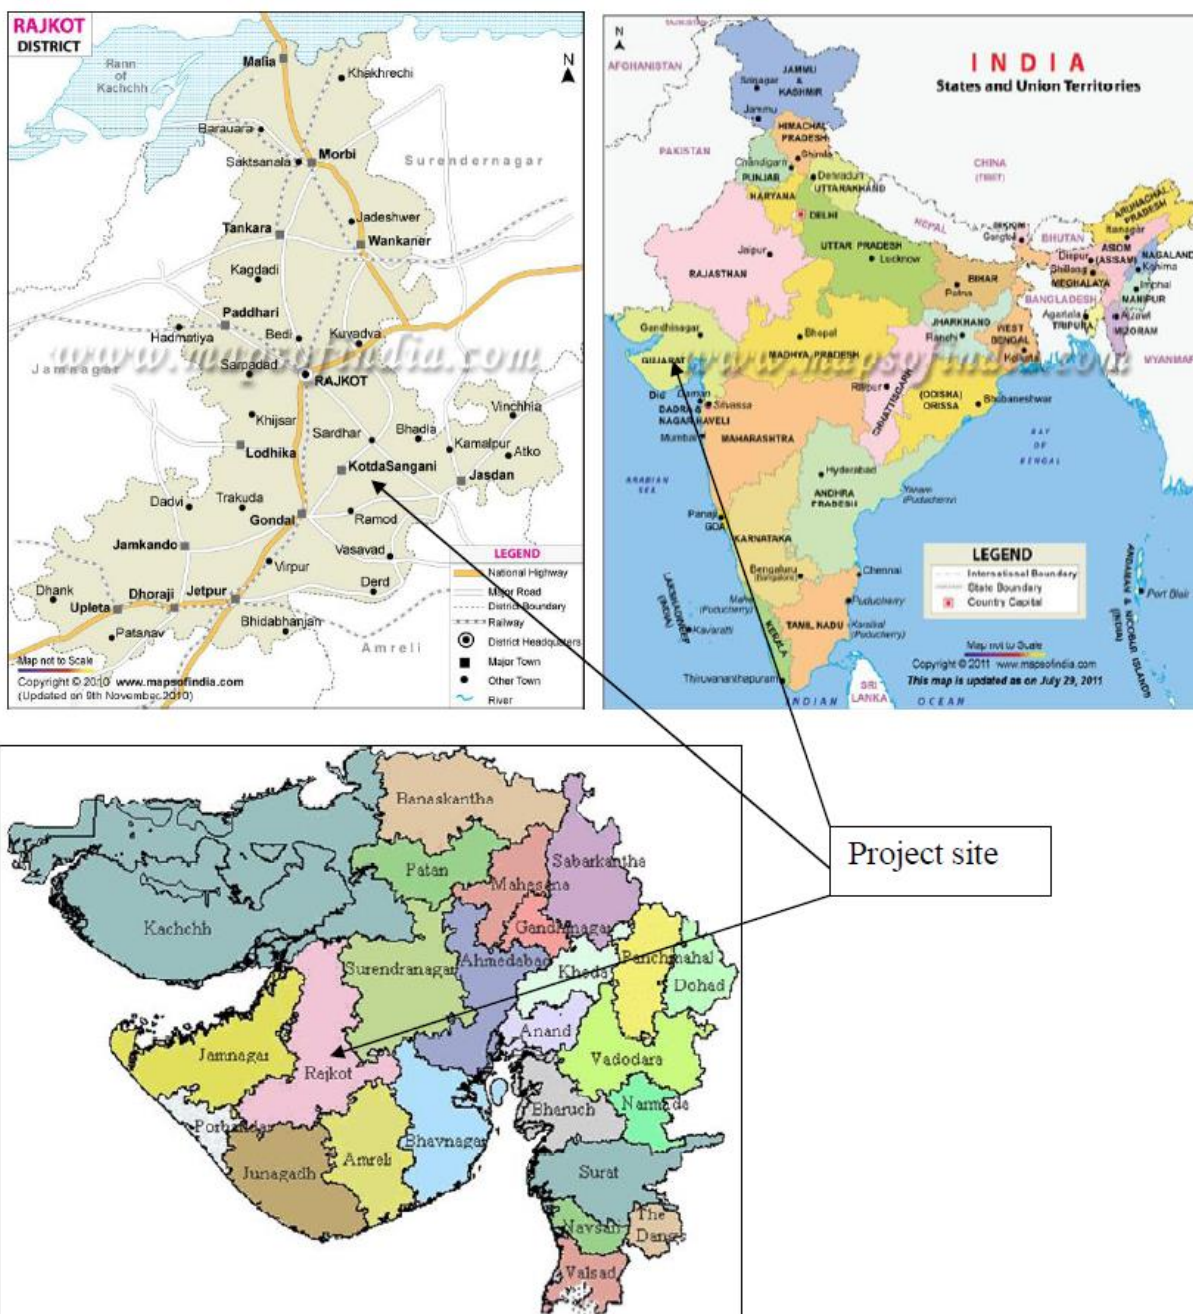 RAJKOT
DISTRICT
N
Malia
Khakhrechi
Rann
of
Kachchh
Barauara
Saktsanala
Morbi
Surendernagar
Jadeshwer
Tankara
Wankaner
Kagdadi
Paddhari
Hadmatiya
Bedi
Kuvadva
www.mapsofindia.com
Jamnagar
Sarpadad
RAJKOT
Khijsar
Vinchhia
Sardhar
Bhadla
Kamalpur
Atko
Lodhika
KotdaSangani
Jasdan
Dadvi
Trakuda
Gondal
Ramod
Jamkando
Vasavad
Virpur
Derd
Dhank
Dhoraji
Jetpur
Upleta
Patanav
Bhidabhanjan
Amreli
LEGEND
National Highway
Major Road
District Boundary
Railway
District Headquters
Major Town
Other Town
River
Map not to Scale
Copyright © 2010 www.mapsofindia.com
(Updated on 9th November,2010)
N
INDIA
States and Union Territories
AFGHANISTAN
JAMMU
&
KASHMIR
Srinagar
Jammu
HIMACHAL
PRADESH
Shimla
PAKISTAN
Chandigarh
PUNJAB
Dehradun
UTTARAKHAND
HARYANA
DELHI
CHINA
(TIBET)
NEPAL
ARUNACHAL
PRADESH
Itanagar
SIKKIM
Gangtok
BHUTAN
Dispur
ASOM
(ASSAM)
NAGALAND
Kohima
Shillong
MEGHALAYA
Imphal
MANIPUR
BANGLADESH
Agartala
TRIPURA
Aizawl
MIZORAM
MYANMAR
Jaipur
RAJASTHAN
UTTAR PRADESH
Lucknow
BIHAR
Patna
JHARKHAND
Ranchi
WEST
BENGAL
Kolkata
Gandhinagar
GUJARAT
Bhopal
MADHYA PRADESH
www.mapsofindia.com
Raipur
CHHATTISGARH
(ODISHA)
ORISSA
Bhubaneshwar
Daman
Silvassa
DADRA &
NAGAR HAVELI
Mumbai
MAHARASHTRA
ARABIAN
SEA
BAY
OF
BENGAL
Hyderabad
ANDHRA
PRADESH
Yanam
(Puducherry)
Panaji
GOA
KARNATAKA
Bengaluru
(Bangalore)
Chennai
Mahe
(Puducherry)
Puducherry
Karaikal
(Puducherry)
LAKSHADWEEP
(INDIA)
Kavaratti
KERALA
TAMIL NADU
Thiruvananthapuram
SRI
LANKA
INDIAN OCEAN
ANDAMAN & NICOBAR ISLANDS
(INDIA)
Port Blair
LEGEND
International Boundary
State Boundary
Country Capital
Map not to Scale
Copyright © 2011 www.mapsofindia.com
This map is updated as on July 29, 2011
Project site
Banaskantha
Patan
Mahesana
Sabarkantha
Kachchh
Gandhinagar
Surendranagar
Ahmedabad
Kheda
Panchmahal
Dohad
Jamnagar
Anand
Vadodara
Rajkot
Porbandar
Bhavnagar
Bharuch
Narmada
Junagadh
Amreli
Surat
Navsari
The
Dangs
Valsad